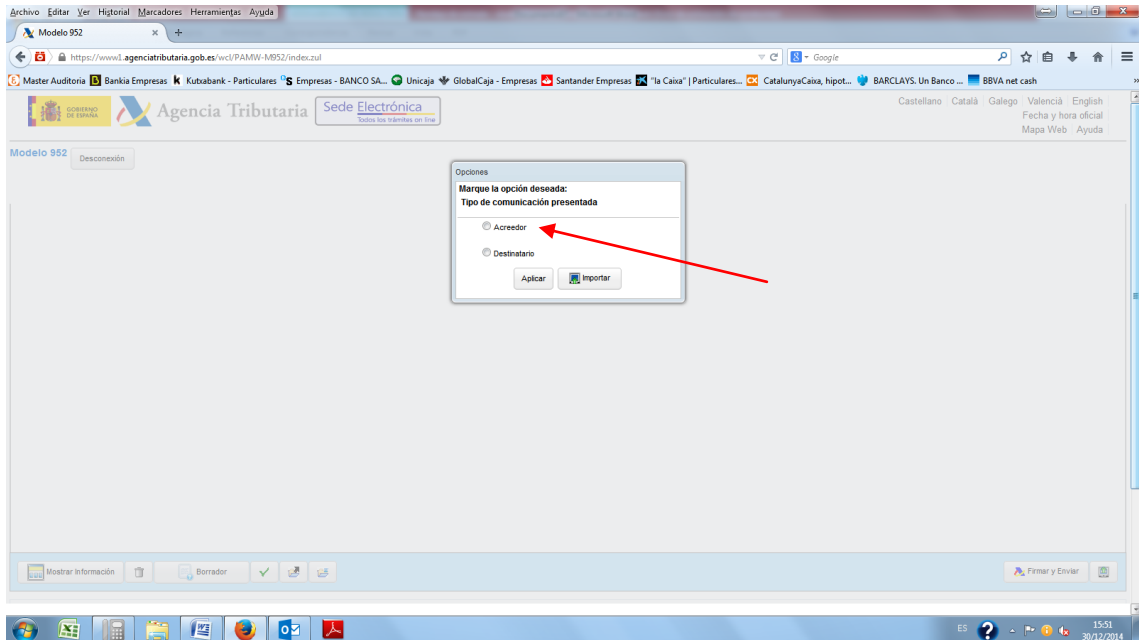 Archivo Editar Ver Historial Marcadores Herramientas Ayuda
Modelo 952 × +
https://www1.agenciatributaria.gob.es/wcl/PAMW-M952/index.zul Google
Master Auditoria Bankia Empresas Kutxabank - Particulares Empresas - BANCO SA... Unicaja GlobalCaja - Empresas Santander Empresas "la Caixa" | Particulares... CX CatalunyaCaixa, hipot... BARCLAYS. Un Banco ... BBVA net cash »
GOBIERNO DE ESPAÑA Agencia Tributaria Sede Electrónica
Todos los trámites on line
Castellano Català Galego Valencià English
Fecha y hora oficial
Mapa Web Ayuda
Modelo 952 Desconexión
Opciones
Marque la opción deseada:
Tipo de comunicación presentada
Acreedor
Destinatario
Aplicar Importar
Mostrar Información Borrador Firmar y Enviar
ES 15:51
30/12/2014